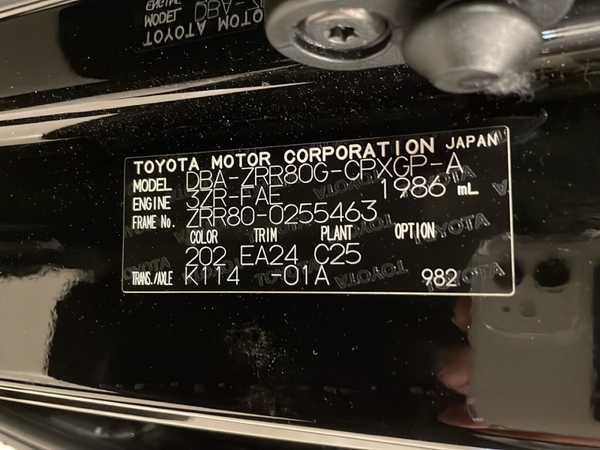 TOYOTA MOTOR CORPORATION JAPAN
MODEL DBA-ZRR80G-CPXGP-A
ENGINE 3ZR-FAE 1986 mL
FRAME No. ZRR80-0255463
COLOR TRIM PLANT OPTION
202 EA24 C25
TRANS./AXLE K114 -01A 982